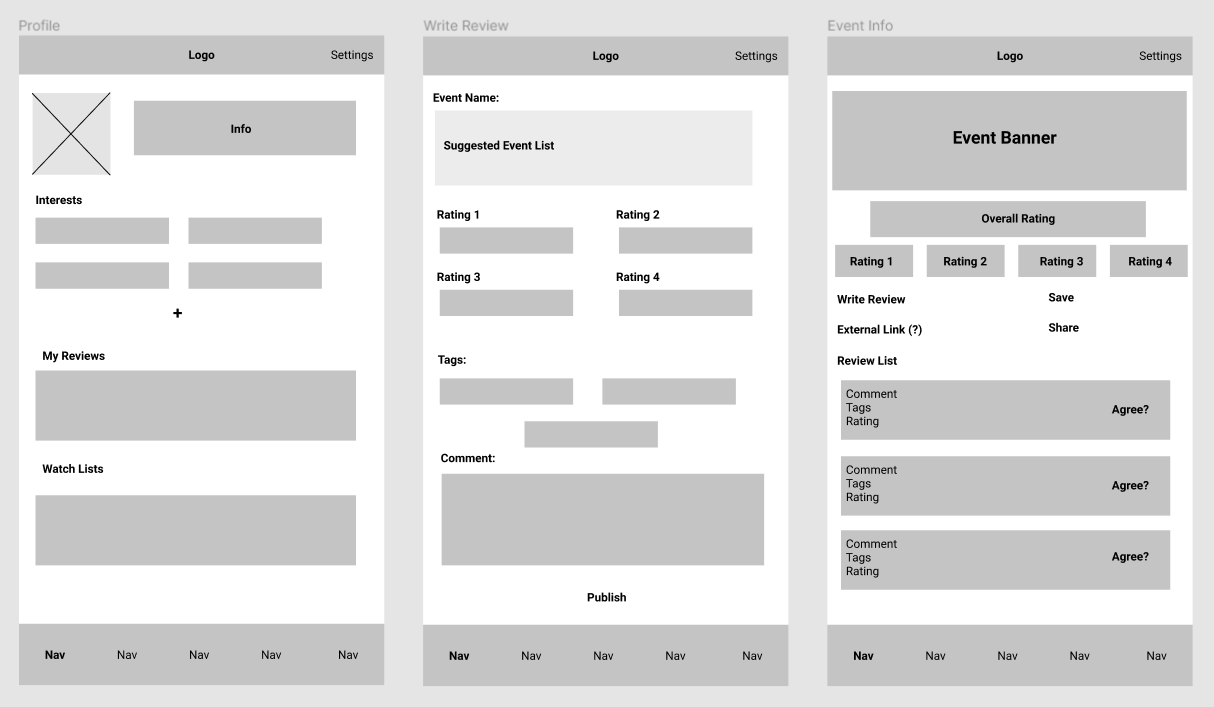 Profile
Logo
Settings
Info
Interests
+
My Reviews
Watch Lists
Nav Nav Nav Nav Nav
Write Review
Logo
Settings
Event Name:
Suggested Event List
Rating 1
Rating 2
Rating 3
Rating 4
Tags:
Comment:
Publish
Nav Nav Nav Nav Nav
Event Info
Logo
Settings
Event Banner
Overall Rating
Rating 1
Rating 2
Rating 3
Rating 4
Write Review
Save
External Link (?)
Share
Review List
Comment
Tags
Rating
Agree?
Comment
Tags
Rating
Agree?
Comment
Tags
Rating
Agree?
Nav Nav Nav Nav Nav